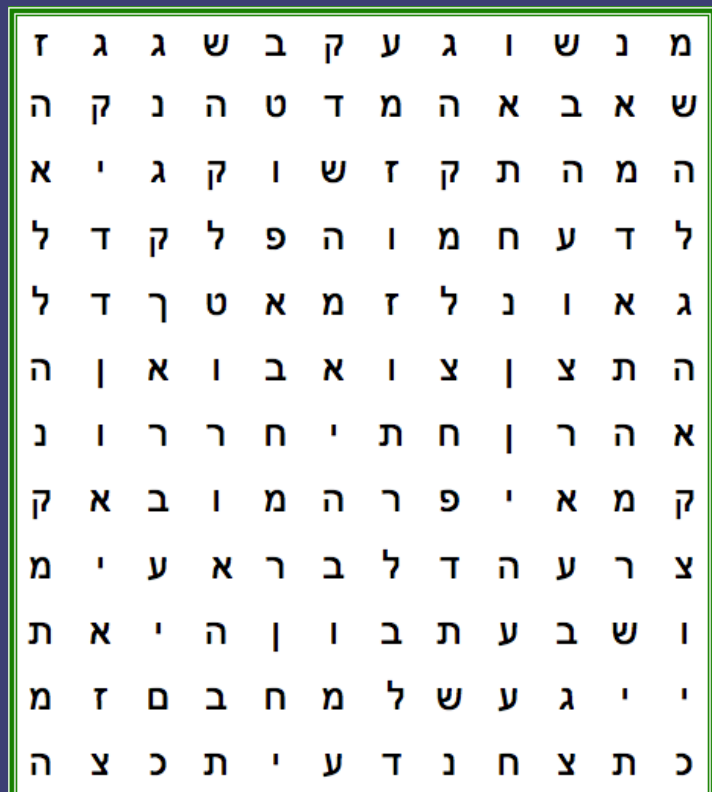 מ נ ש ו ג ע ק ב ש ג ג ז
ש א ב א ה מ ד ט ה נ ק ה
ה מ ה ת ק ז ש ו ק ג י א
ל ד ע ח מ ו ה פ ל ק ד ל
ג א ו נ ל ז מ א ט ך ד ל
ה ת צ ן צ ו א ב ו א ן ה
א ה ר ן ח ת י ח ר ר ו נ
ק מ א י פ ר ה מ ו ב א ק
צ ר ע ה ד ל ב ר א ע י מ
ו ש ב ע ת ב ו ן ה י א ת
י י ג ע ש ל מ ח ב ם ז מ
כ ת צ ח נ ד ע י ת כ צ ה